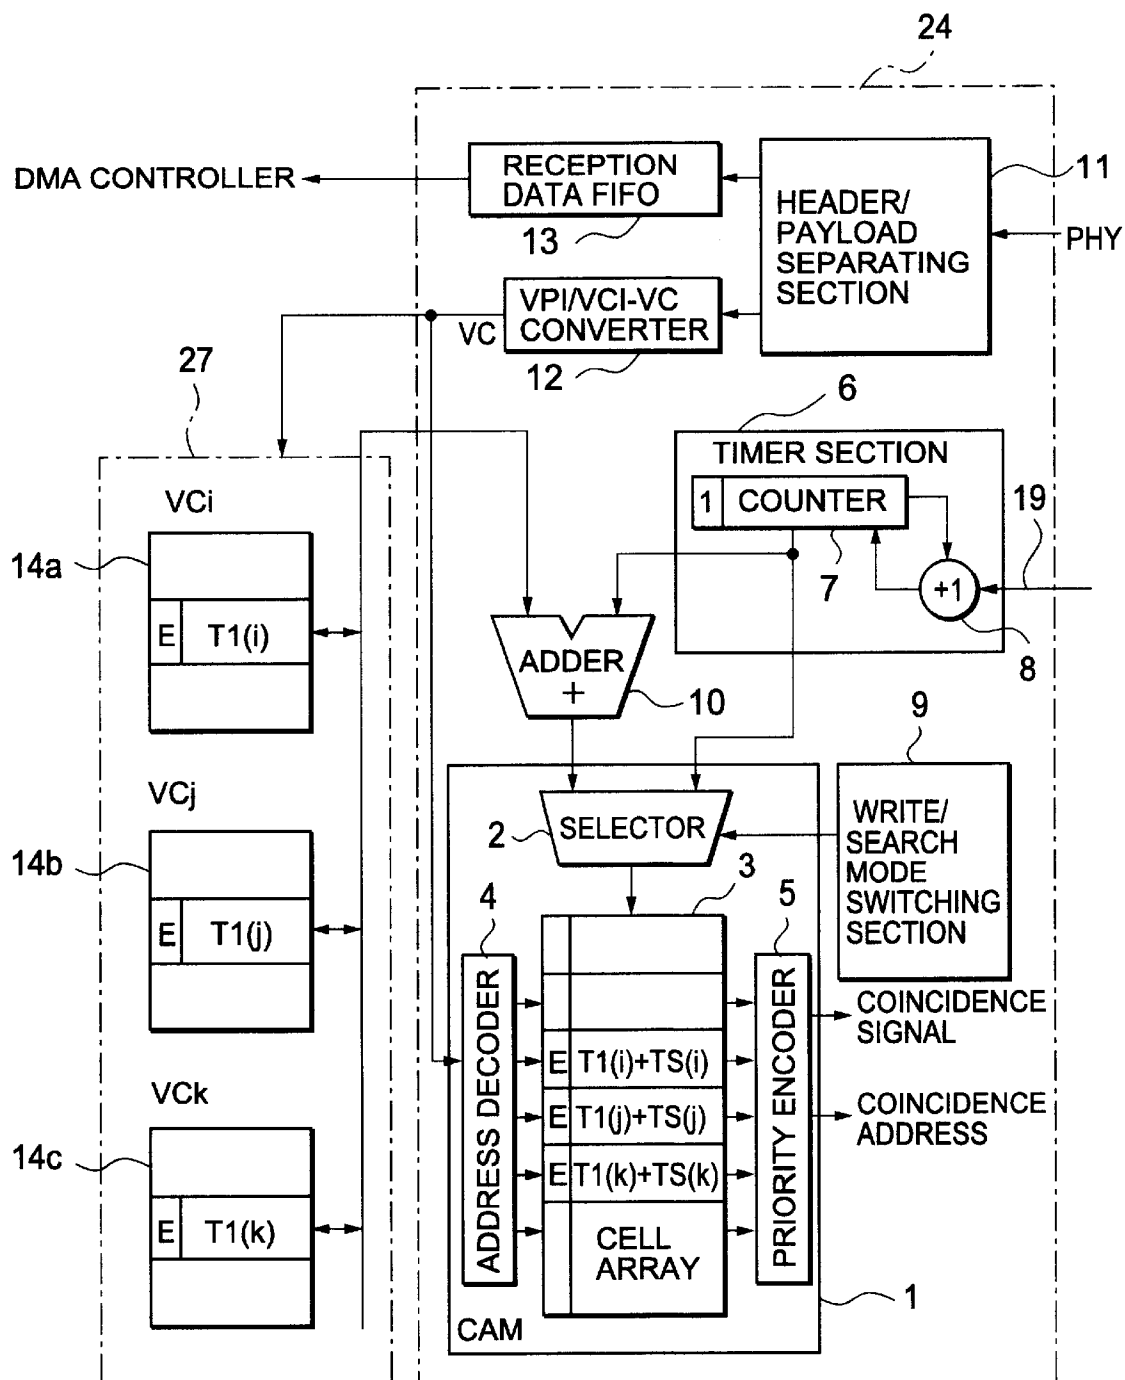 24
DMA CONTROLLER
RECEPTION
DATA FIFO
13
HEADER/
PAYLOAD
SEPARATING
SECTION
11
PHY
VPI/VCI-VC
CONVERTER
VC
12
27
6
TIMER SECTION
1 COUNTER
7
+1
8
19
VCi
14a
E T1(i)
ADDER
+
10
9
WRITE/
SEARCH
MODE
SWITCHING
SECTION
VCj
14b
E T1(j)
2
SELECTOR
3
4
5
ADDRESS DECODER
E T1(i)+TS(i)
E T1(j)+TS(j)
E T1(k)+TS(k)
CELL
ARRAY
PRIORITY ENCODER
COINCIDENCE
SIGNAL
COINCIDENCE
ADDRESS
VCk
14c
E T1(k)
CAM
1